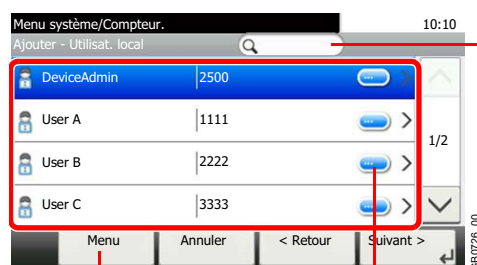 Menu système/Compteur. 10:10
Ajouter - Utilisat. local
DeviceAdmin 2500
User A 1111
User B 2222
User C 3333
1/2
Menu Annuler < Retour Suivant >